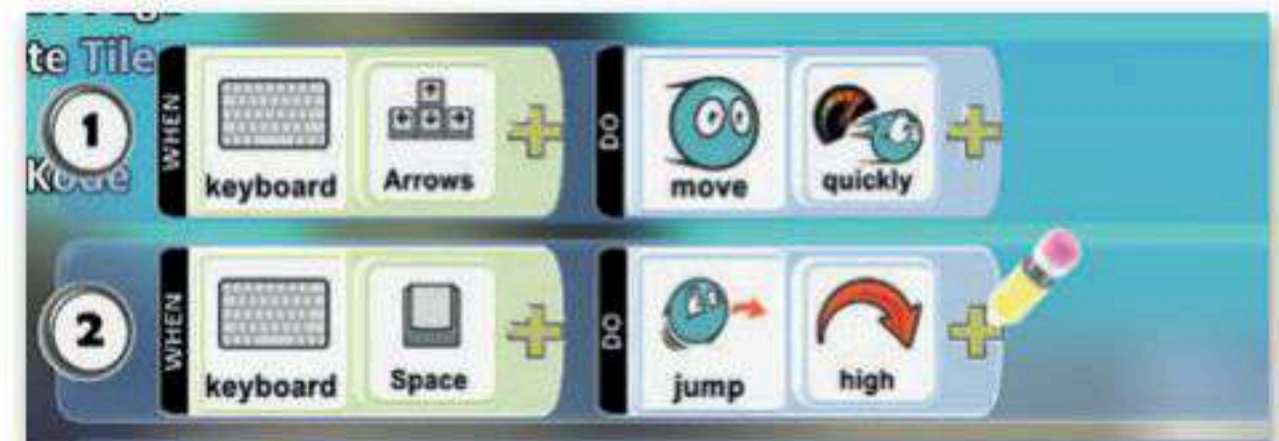 te Tile
1 WHEN keyboard Arrows DO move quickly
Kode
2 WHEN keyboard Space DO jump high